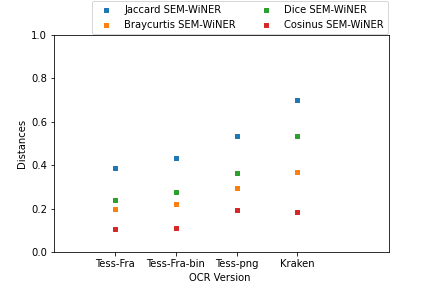 Jaccard SEM-WiNER
Braycurtis SEM-WiNER
Dice SEM-WiNER
Cosinus SEM-WiNER
1.0
0.8
0.6
0.4
0.2
0.0
Distances
Tess-Fra Tess-Fra-bin Tess-png Kraken
OCR Version